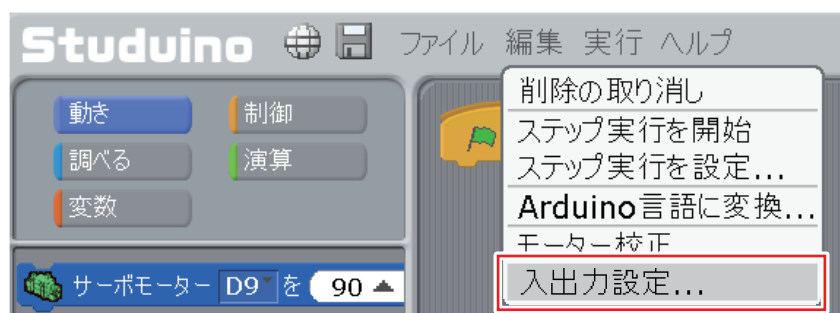 Studuino ファイル 編集 実行 ヘルプ
動き 制御
調べる 演算
変数
サーボモーター D9 を 90
削除の取り消し
ステップ実行を開始
ステップ実行を設定...
Arduino言語に変換...
モーター校正
入出力設定...